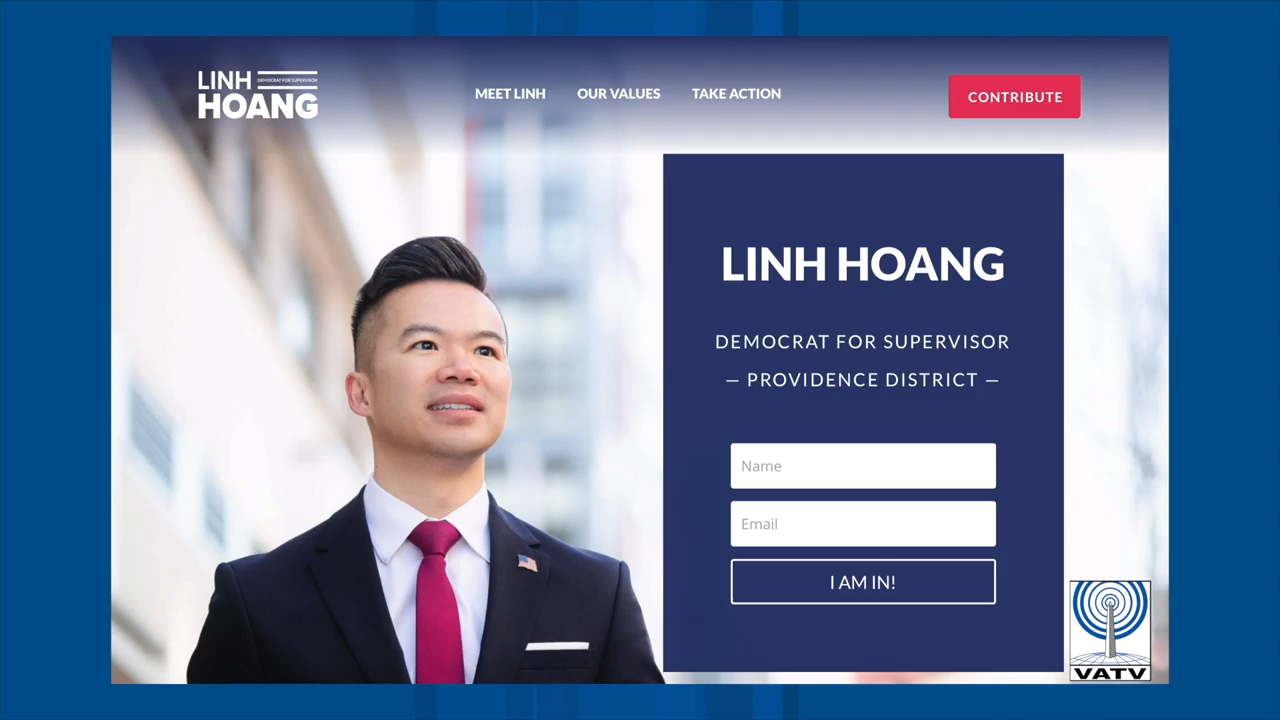 LINH
DEMOCRAT FOR SUPERVISOR
HOANG
MEET LINH
OUR VALUES
TAKE ACTION
CONTRIBUTE
LINH HOANG
DEMOCRAT FOR SUPERVISOR
— PROVIDENCE DISTRICT —
Name
Email
I AM IN!
VATV